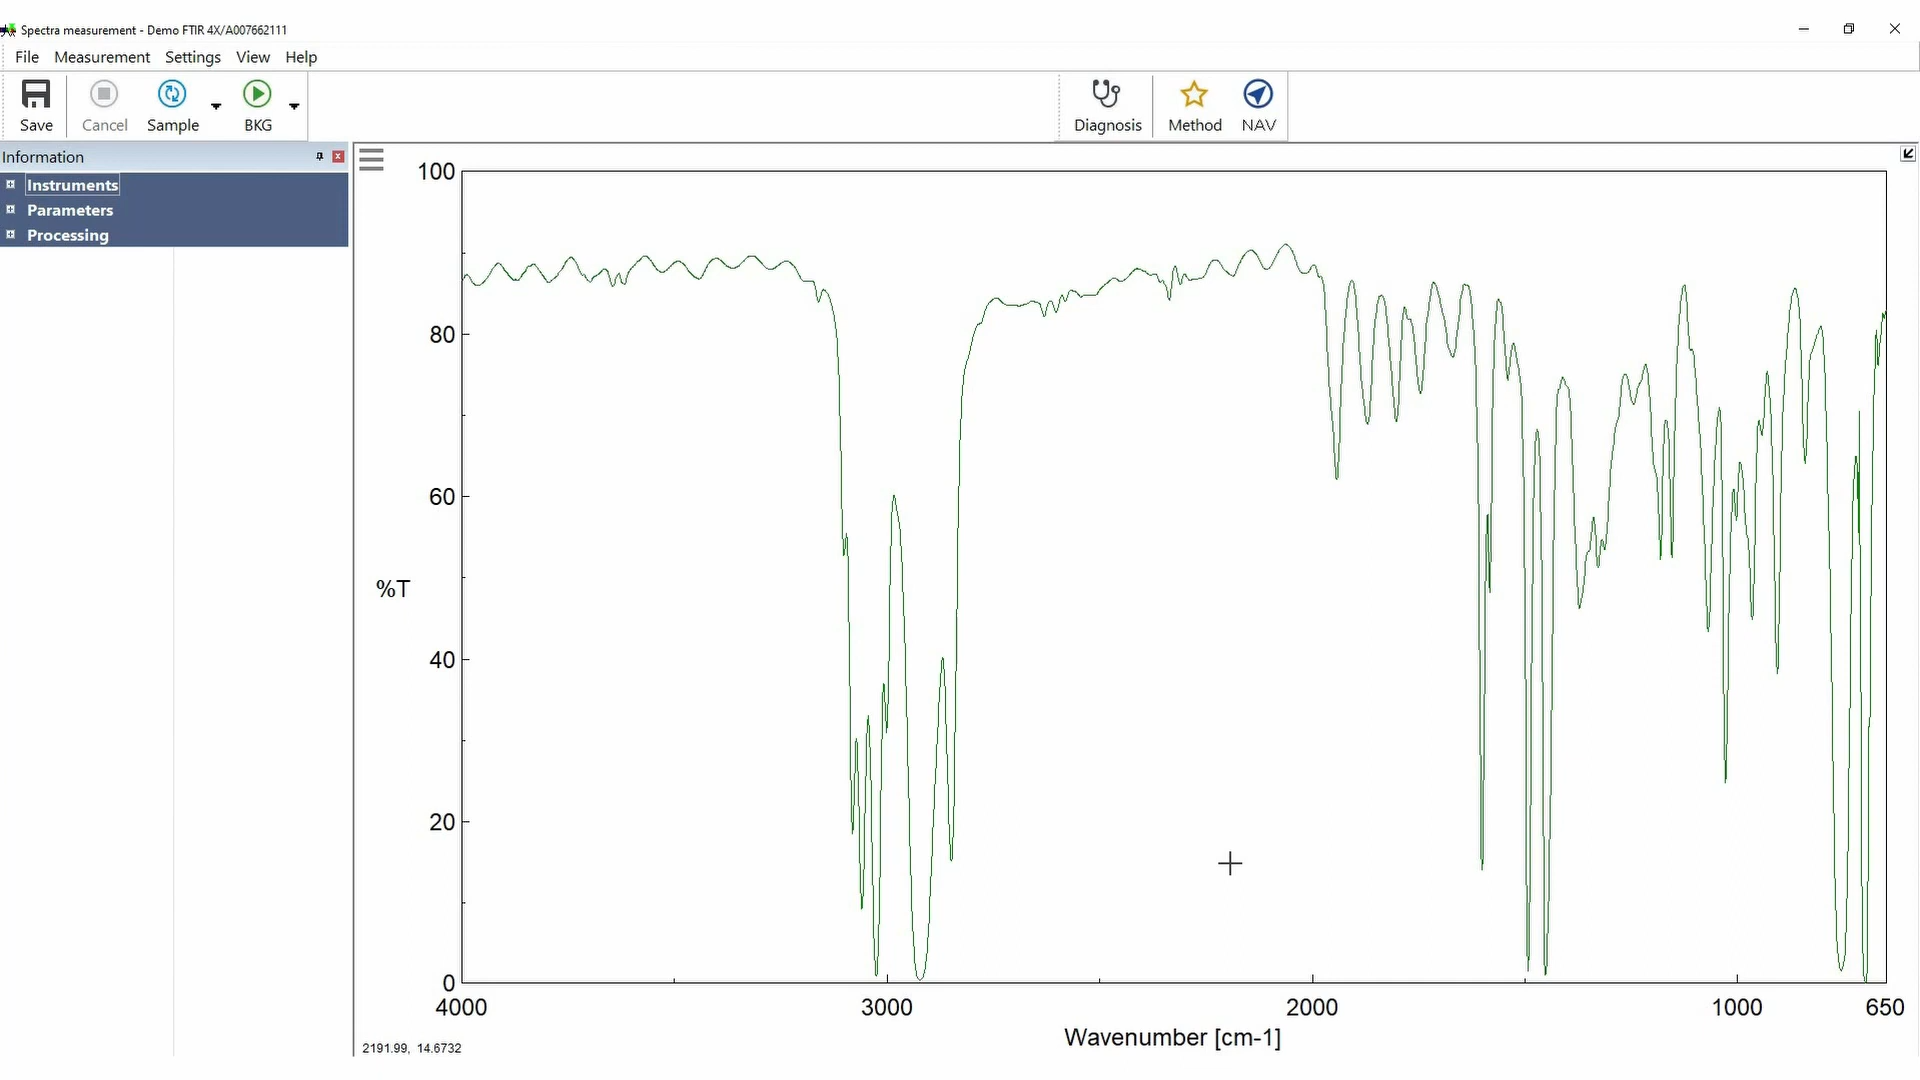 Spectra measurement - Demo FTIR 4X/A007662111
File Measurement Settings View Help
Save Cancel Sample BKG Diagnosis Method NAV
Information
Instruments
Parameters
Processing
100
80
60
%T
40
20
0
4000 3000 2000 1000 650
Wavenumber [cm-1]
2191.99, 14.6732